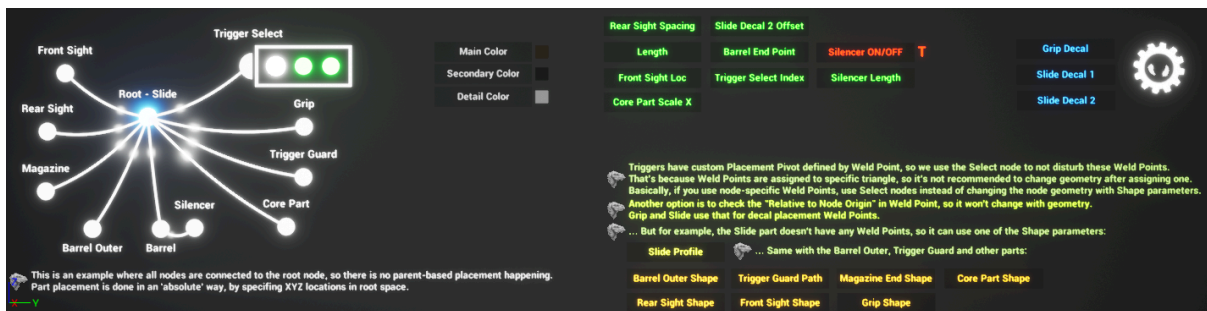 Trigger Select
Front Sight
Root - Slide
Rear Sight
Grip
Trigger Guard
Magazine
Silencer
Core Part
Barrel Outer
Barrel
This is an example where all nodes are connected to the root node, so there is no parent-based placement happening.
Part placement is done in an 'absolute' way, by specifing XYZ locations in root space.
Y
Main Color
Secondary Color
Detail Color
Rear Sight Spacing
Slide Decal 2 Offset
Length
Barrel End Point
Silencer ON/OFF
T
Front Sight Loc
Trigger Select Index
Silencer Length
Core Part Scale X
Grip Decal
Slide Decal 1
Slide Decal 2
Triggers have custom Placement Pivot defined by Weld Point, so we use the Select node to not disturb these Weld Points.
That's because Weld Points are assigned to specific triangle, so it's not recommended to change geometry after assigning one.
Basically, if you use node-specific Weld Points, use Select nodes instead of changing the node geometry with Shape parameters.
Another option is to check the "Relative to Node Origin" in Weld Point, so it won't change with geometry.
Grip and Slide use that for decal placement Weld Points.
... But for example, the Slide part doesn't have any Weld Points, so it can use one of the Shape parameters:
Slide Profile
... Same with the Barrel Outer, Trigger Guard and other parts:
Barrel Outer Shape
Trigger Guard Path
Magazine End Shape
Core Part Shape
Rear Sight Shape
Front Sight Shape
Grip Shape